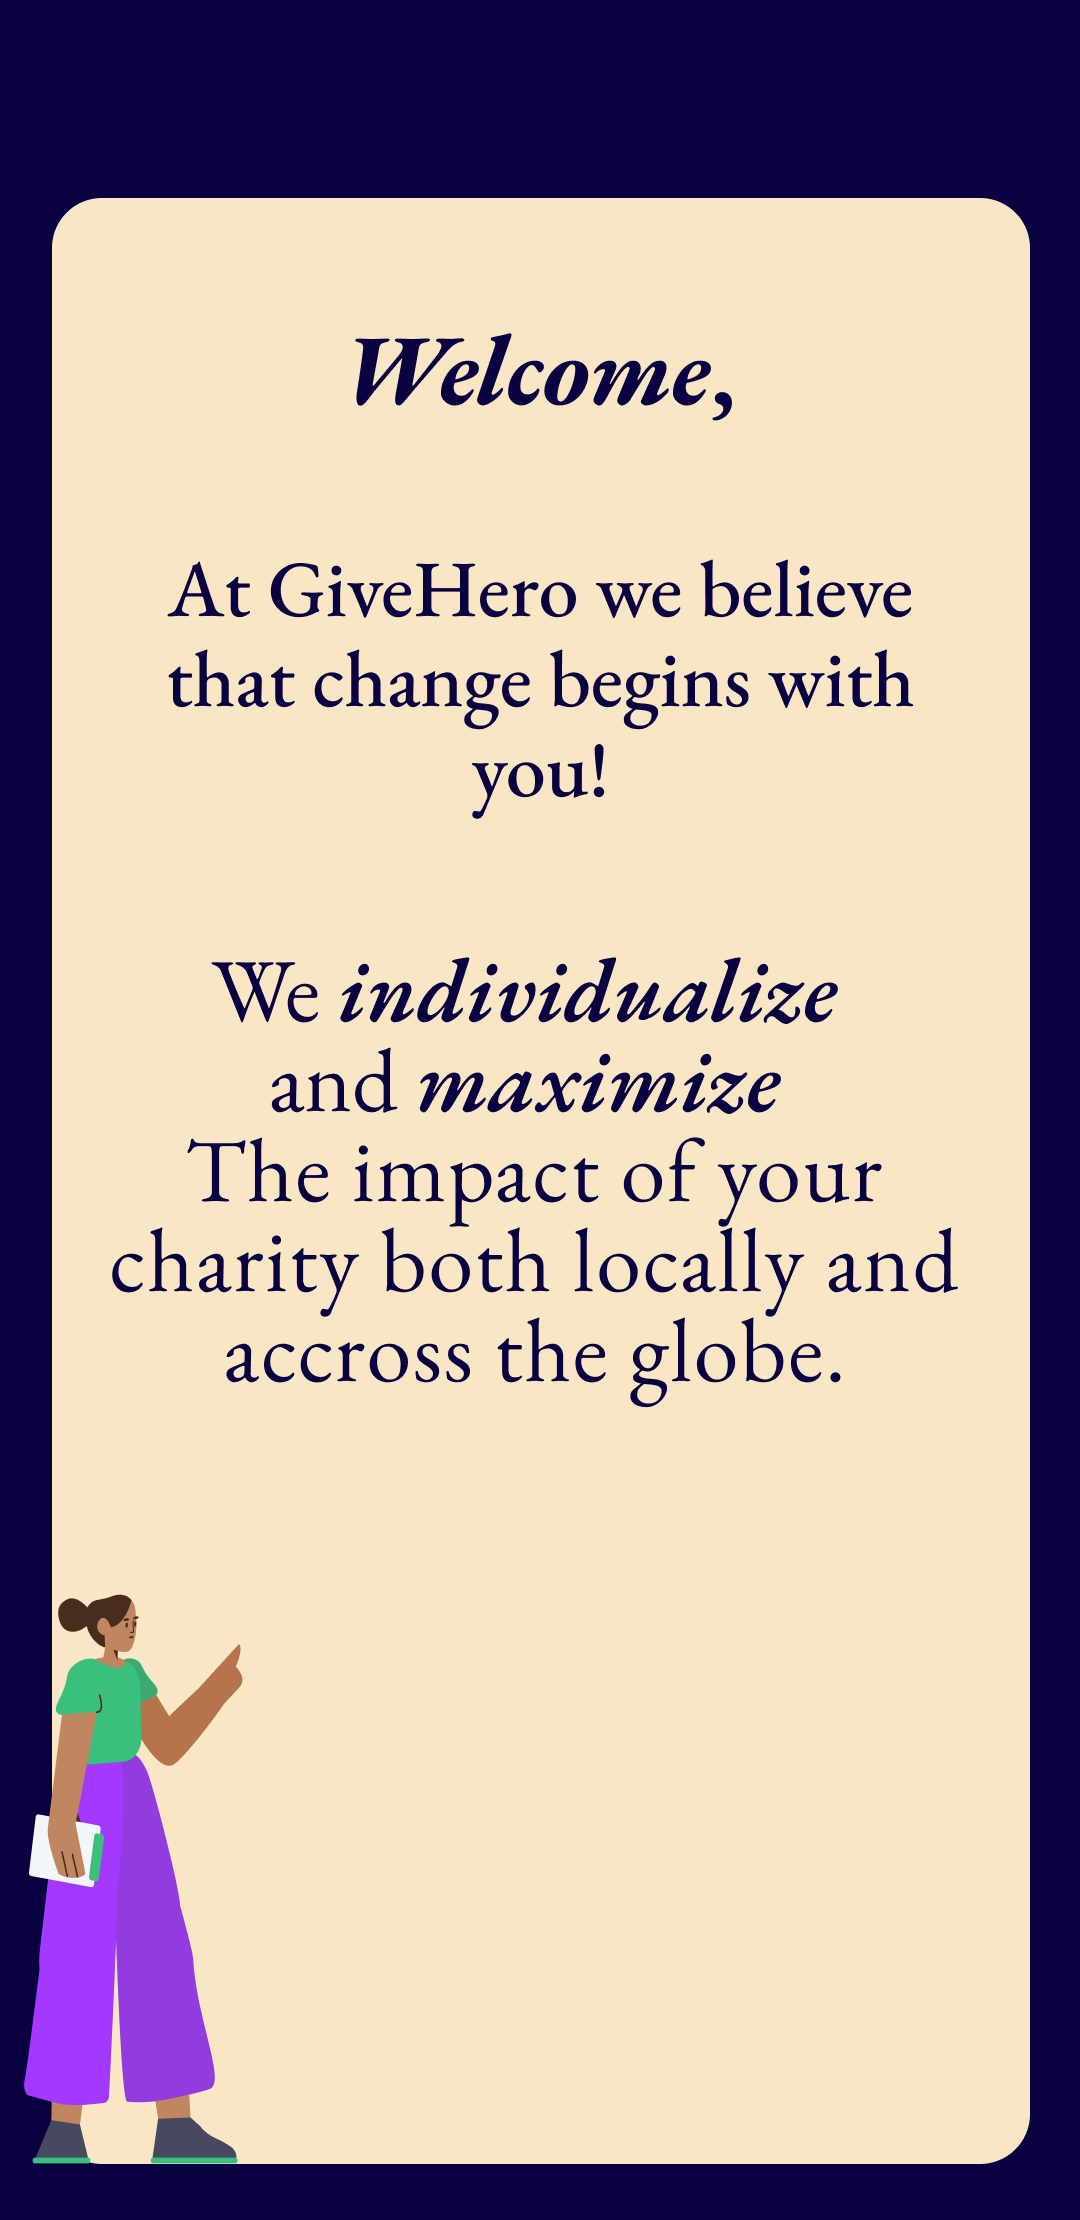 Welcome,
At GiveHero we believe
that change begins with
you!
We individualize
and maximize
The impact of your
charity both locally and
accross the globe.